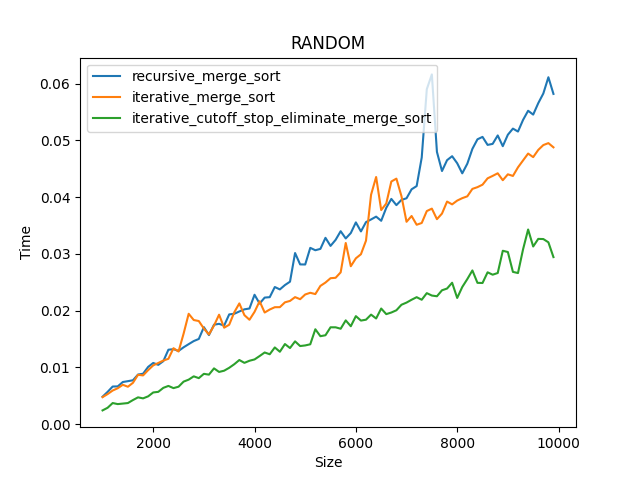 RANDOM
recursive_merge_sort
iterative_merge_sort
iterative_cutoff_stop_eliminate_merge_sort
0.06
0.05
0.04
0.03
0.02
0.01
0.00
Time
2000 4000 6000 8000 10000
Size